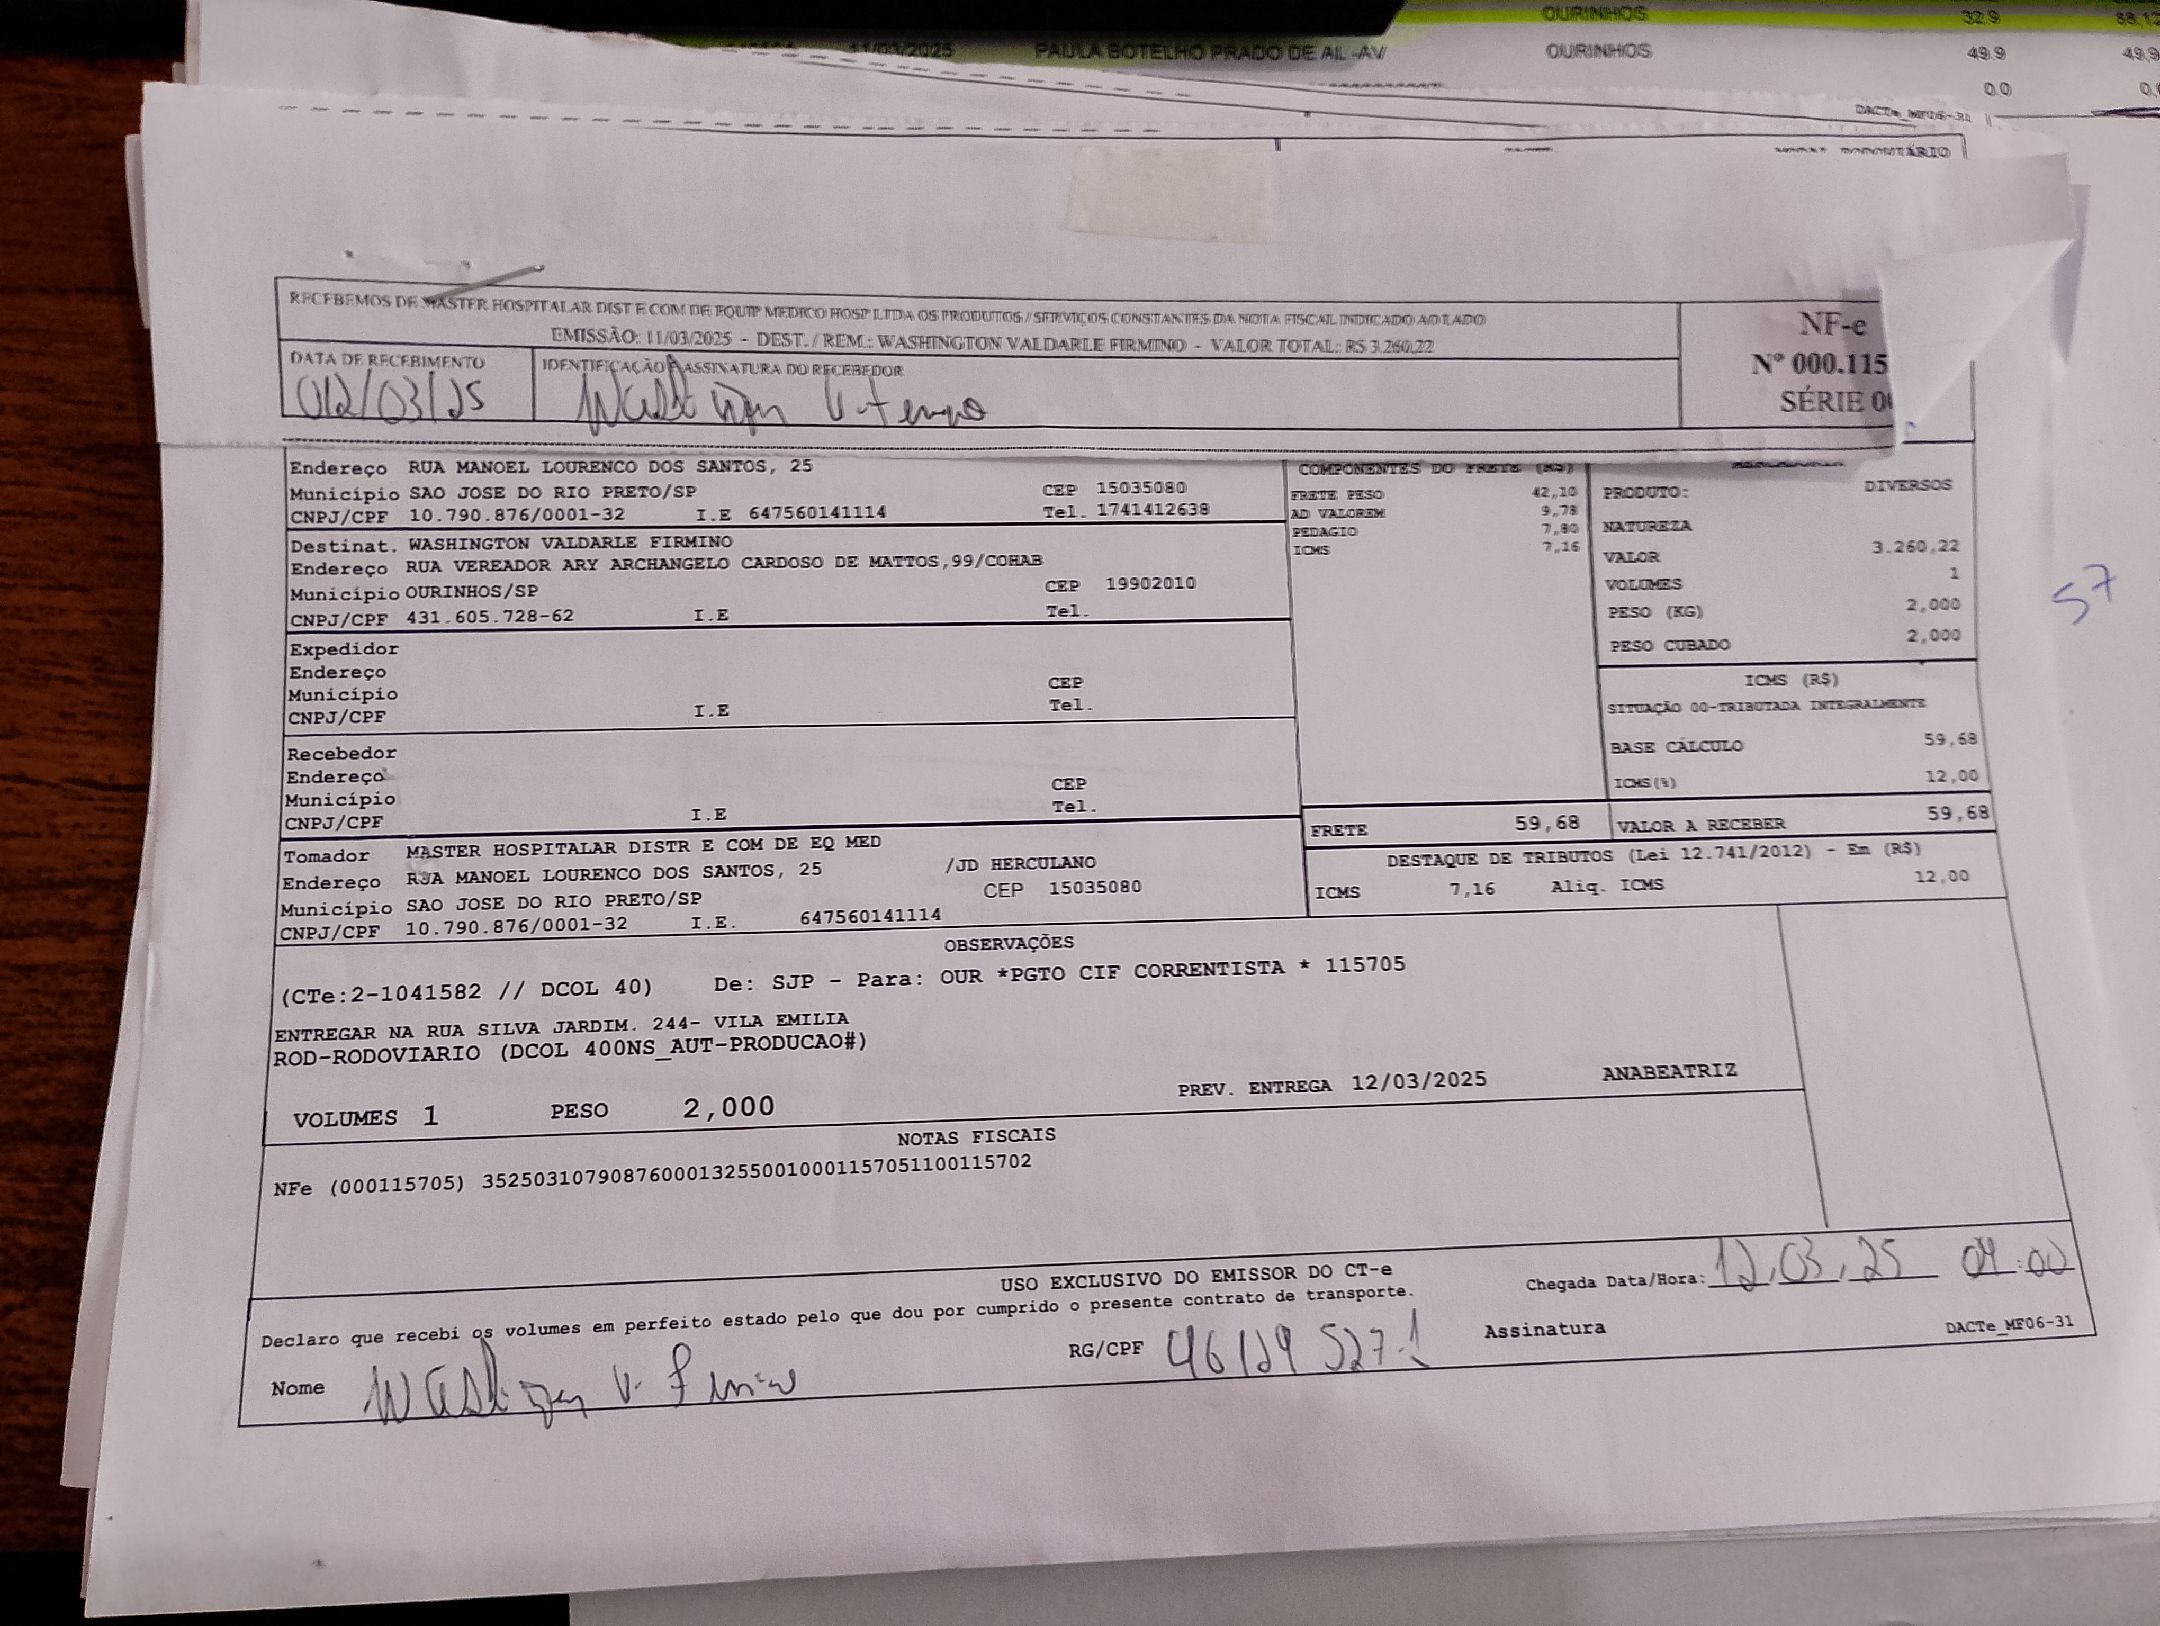 OURINHOS 32.9
11/03/2025 PAULA BOTELHO PRADO DE AL -AV OURINHOS 49.9 49,9
0.0
DACTe_MF06-31
RODOVIÁRIO
RECEBEMOS DE MASTER HOSPITALAR DIST E COM DE EQUIP MEDICO HOSP LTDA OS PRODUTOS / SERVIÇOS CONSTANTES DA NOTA FISCAL INDICADO AO LADO
EMISSÃO: 11/03/2025 - DEST. / REM.: WASHINGTON VALDARLE FIRMINO - VALOR TOTAL: R$ 3.260,22
NF-e
Nº 000.115
SÉRIE 0
DATA DE RECEBIMENTO IDENTIFICAÇÃO E ASSINATURA DO RECEBEDOR
012/03/25
Endereço RUA MANOEL LOURENCO DOS SANTOS, 25
Município SAO JOSE DO RIO PRETO/SP CEP 15035080
CNPJ/CPF 10.790.876/0001-32 I.E 647560141114 Tel. 1741412638
Destinat. WASHINGTON VALDARLE FIRMINO
Endereço RUA VEREADOR ARY ARCHANGELO CARDOSO DE MATTOS,99/COHAB
Município OURINHOS/SP CEP 19902010
CNPJ/CPF 431.605.728-62 I.E Tel.
Expedidor
Endereço
Município CEP
CNPJ/CPF I.E Tel.
Recebedor
Endereço
Município CEP
CNPJ/CPF I.E Tel.
Tomador MASTER HOSPITALAR DISTR E COM DE EQ MED
Endereço RUA MANOEL LOURENCO DOS SANTOS, 25 /JD HERCULANO
Município SAO JOSE DO RIO PRETO/SP CEP 15035080
CNPJ/CPF 10.790.876/0001-32 I.E. 647560141114
COMPONENTES DO FRETE (R$)
FRETE PESO 42,10
AD VALOREM 9,78
PEDAGIO 7,80
ICMS 7,16
PRODUTO: DIVERSOS
NATUREZA
VALOR 3.260,22
VOLUMES 1
PESO (KG) 2,000
PESO CUBADO 2,000
57
ICMS (R$)
SITUAÇÃO 00-TRIBUTADA INTEGRALMENTE
BASE CÁLCULO 59,68
ICMS(%) 12,00
FRETE 59,68 VALOR A RECEBER 59,68
DESTAQUE DE TRIBUTOS (Lei 12.741/2012) - Em (R$)
ICMS 7,16 Aliq. ICMS 12,00
OBSERVAÇÕES
(CTe:2-1041582 // DCOL 40) De: SJP - Para: OUR *PGTO CIF CORRENTISTA * 115705
ENTREGAR NA RUA SILVA JARDIM. 244- VILA EMILIA
ROD-RODOVIARIO (DCOL 400NS_AUT-PRODUCAO#)
PREV. ENTREGA 12/03/2025 ANABEATRIZ
VOLUMES 1 PESO 2,000
NOTAS FISCAIS
NFe (000115705) 35250310790876000132550010001157051100115702
USO EXCLUSIVO DO EMISSOR DO CT-e
Declaro que recebi os volumes em perfeito estado pelo que dou por cumprido o presente contrato de transporte.
Chegada Data/Hora: 12,03,25
Nome RG/CPF Assinatura
DACTe_MF06-31